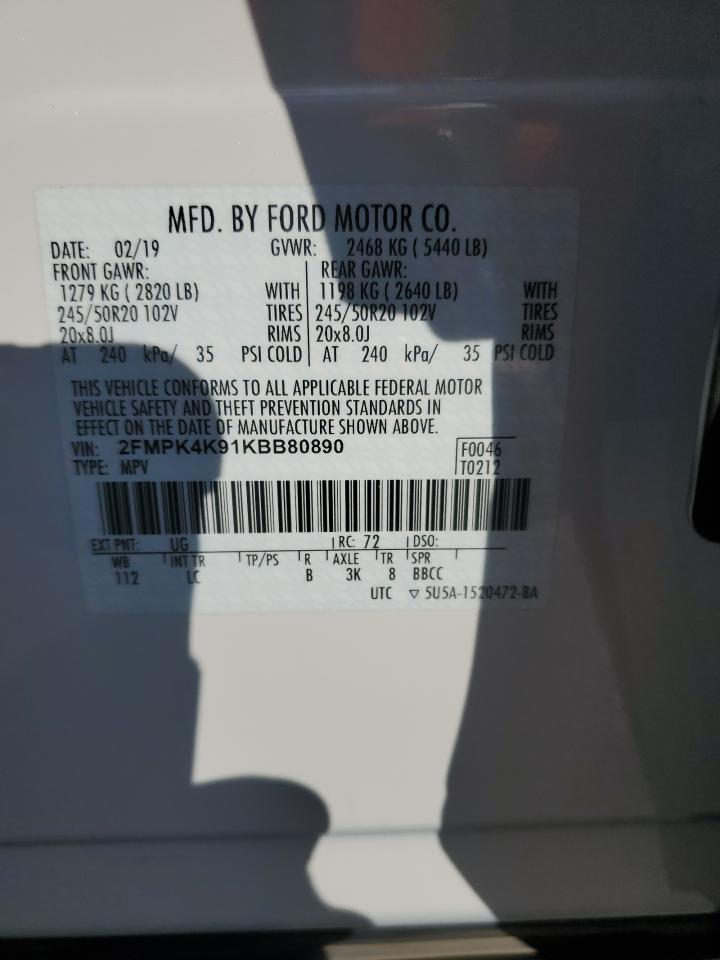 MFD. BY FORD MOTOR CO.
DATE: 02/19 GVWR: 2468 KG ( 5440 LB)
FRONT GAWR: REAR GAWR:
1279 KG ( 2820 LB) WITH 1198 KG ( 2640 LB) WITH
245/50R20 102V TIRES 245/50R20 102V TIRES
20x8.0J RIMS 20x8.0J RIMS
AT 240 kPa/ 35 PSI COLD AT 240 kPa/ 35 PSI COLD
THIS VEHICLE CONFORMS TO ALL APPLICABLE FEDERAL MOTOR
VEHICLE SAFETY AND THEFT PREVENTION STANDARDS IN
EFFECT ON THE DATE OF MANUFACTURE SHOWN ABOVE.
VIN: 2FMPK4K91KBB80890 F0046
TYPE: MPV T0212
EXT PNT: UG RC: 72 DSO:
WB INT TR TP/PS R AXLE TR SPR
112 LC B 3K 8 BBCC
UTC ▽ 5U5A-1520472-BA